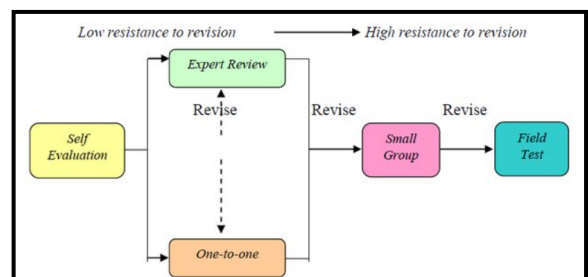 Low resistance to revision
High resistance to revision
Expert Review
Revise
Revise
Revise
Self
Evaluation
Small
Group
Field
Test
One-to-one